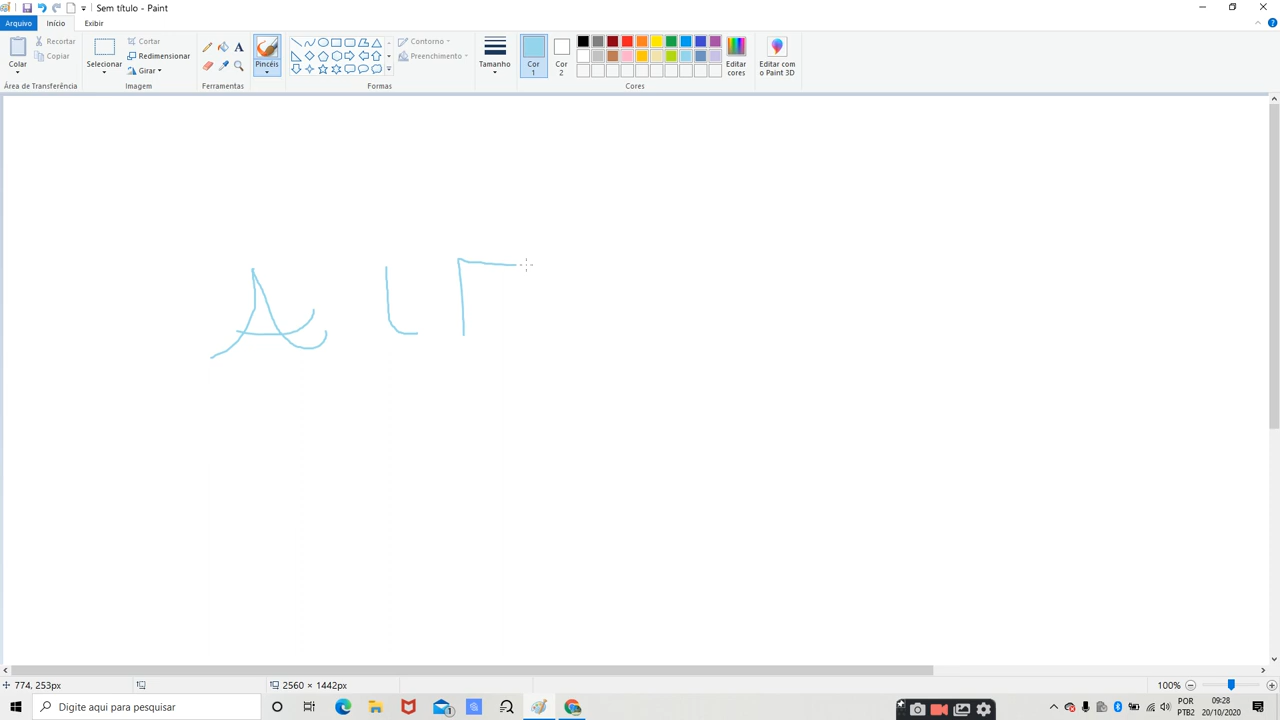 Sem título - Paint
Arquivo Início Exibir
Colar
Recortar
Copiar
Área de Transferência
Selecionar
Cortar
Redimensionar
Girar
Imagem
A
Ferramentas
Pincéis
Contorno
Preenchimento
Formas
Tamanho
Cor 1
Cor 2
Editar cores
Cores
Editar com o Paint 3D
A L Γ
774, 253px 2560 × 1442px 100%
Digite aqui para pesquisar
1
POR
PTB2
09:28
20/10/2020